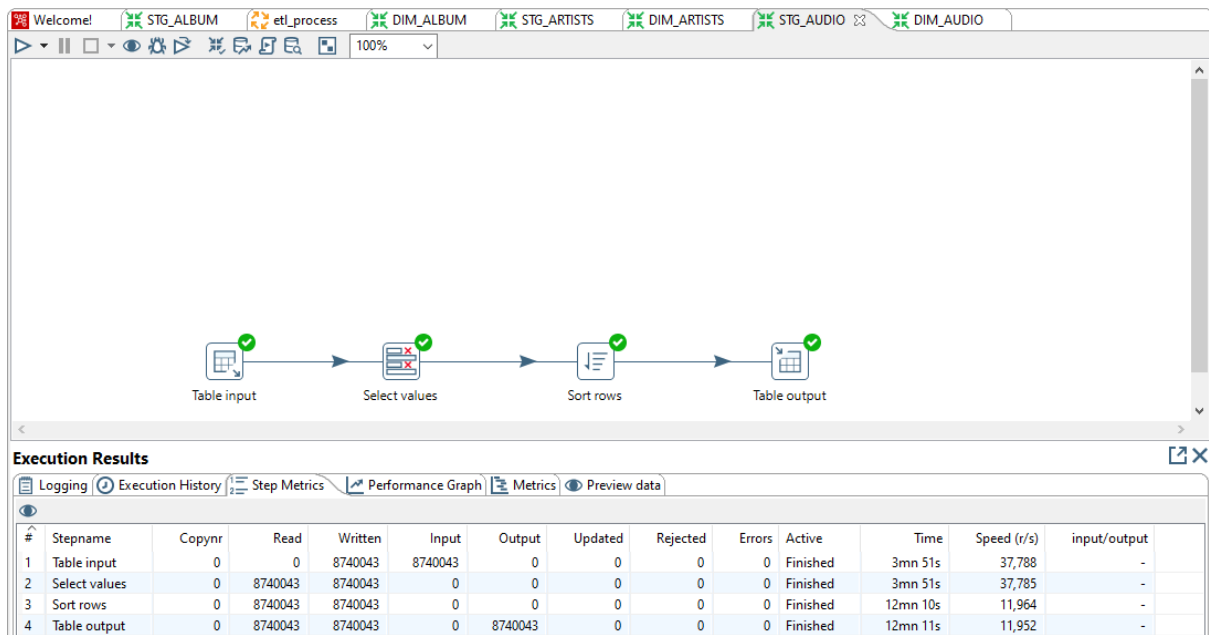 Welcome! STG_ALBUM etl_process DIM_ALBUM STG_ARTISTS DIM_ARTISTS STG_AUDIO DIM_AUDIO
100%
Table input Select values Sort rows Table output
Execution Results
Logging Execution History Step Metrics Performance Graph Metrics Preview data
# Stepname Copynr Read Written Input Output Updated Rejected Errors Active Time Speed (r/s) input/output
1 Table input 0 0 8740043 8740043 0 0 0 0 Finished 3mn 51s 37,788 -
2 Select values 0 8740043 8740043 0 0 0 0 0 Finished 3mn 51s 37,785 -
3 Sort rows 0 8740043 8740043 0 0 0 0 0 Finished 12mn 10s 11,964 -
4 Table output 0 8740043 8740043 0 8740043 0 0 0 Finished 12mn 11s 11,952 -